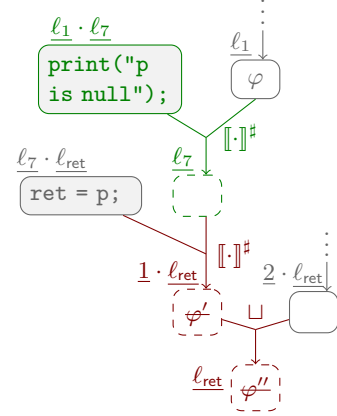 ⋮
ℓ₁ · ℓ₇
ℓ₁
print("p
is null");
φ
⟦·⟧♯
ℓ₇
ℓ₇ · ℓret
ret = p;
⟦·⟧♯
⋮
1 · ℓret
2 · ℓret
φ′
⊔
ℓret
φ″